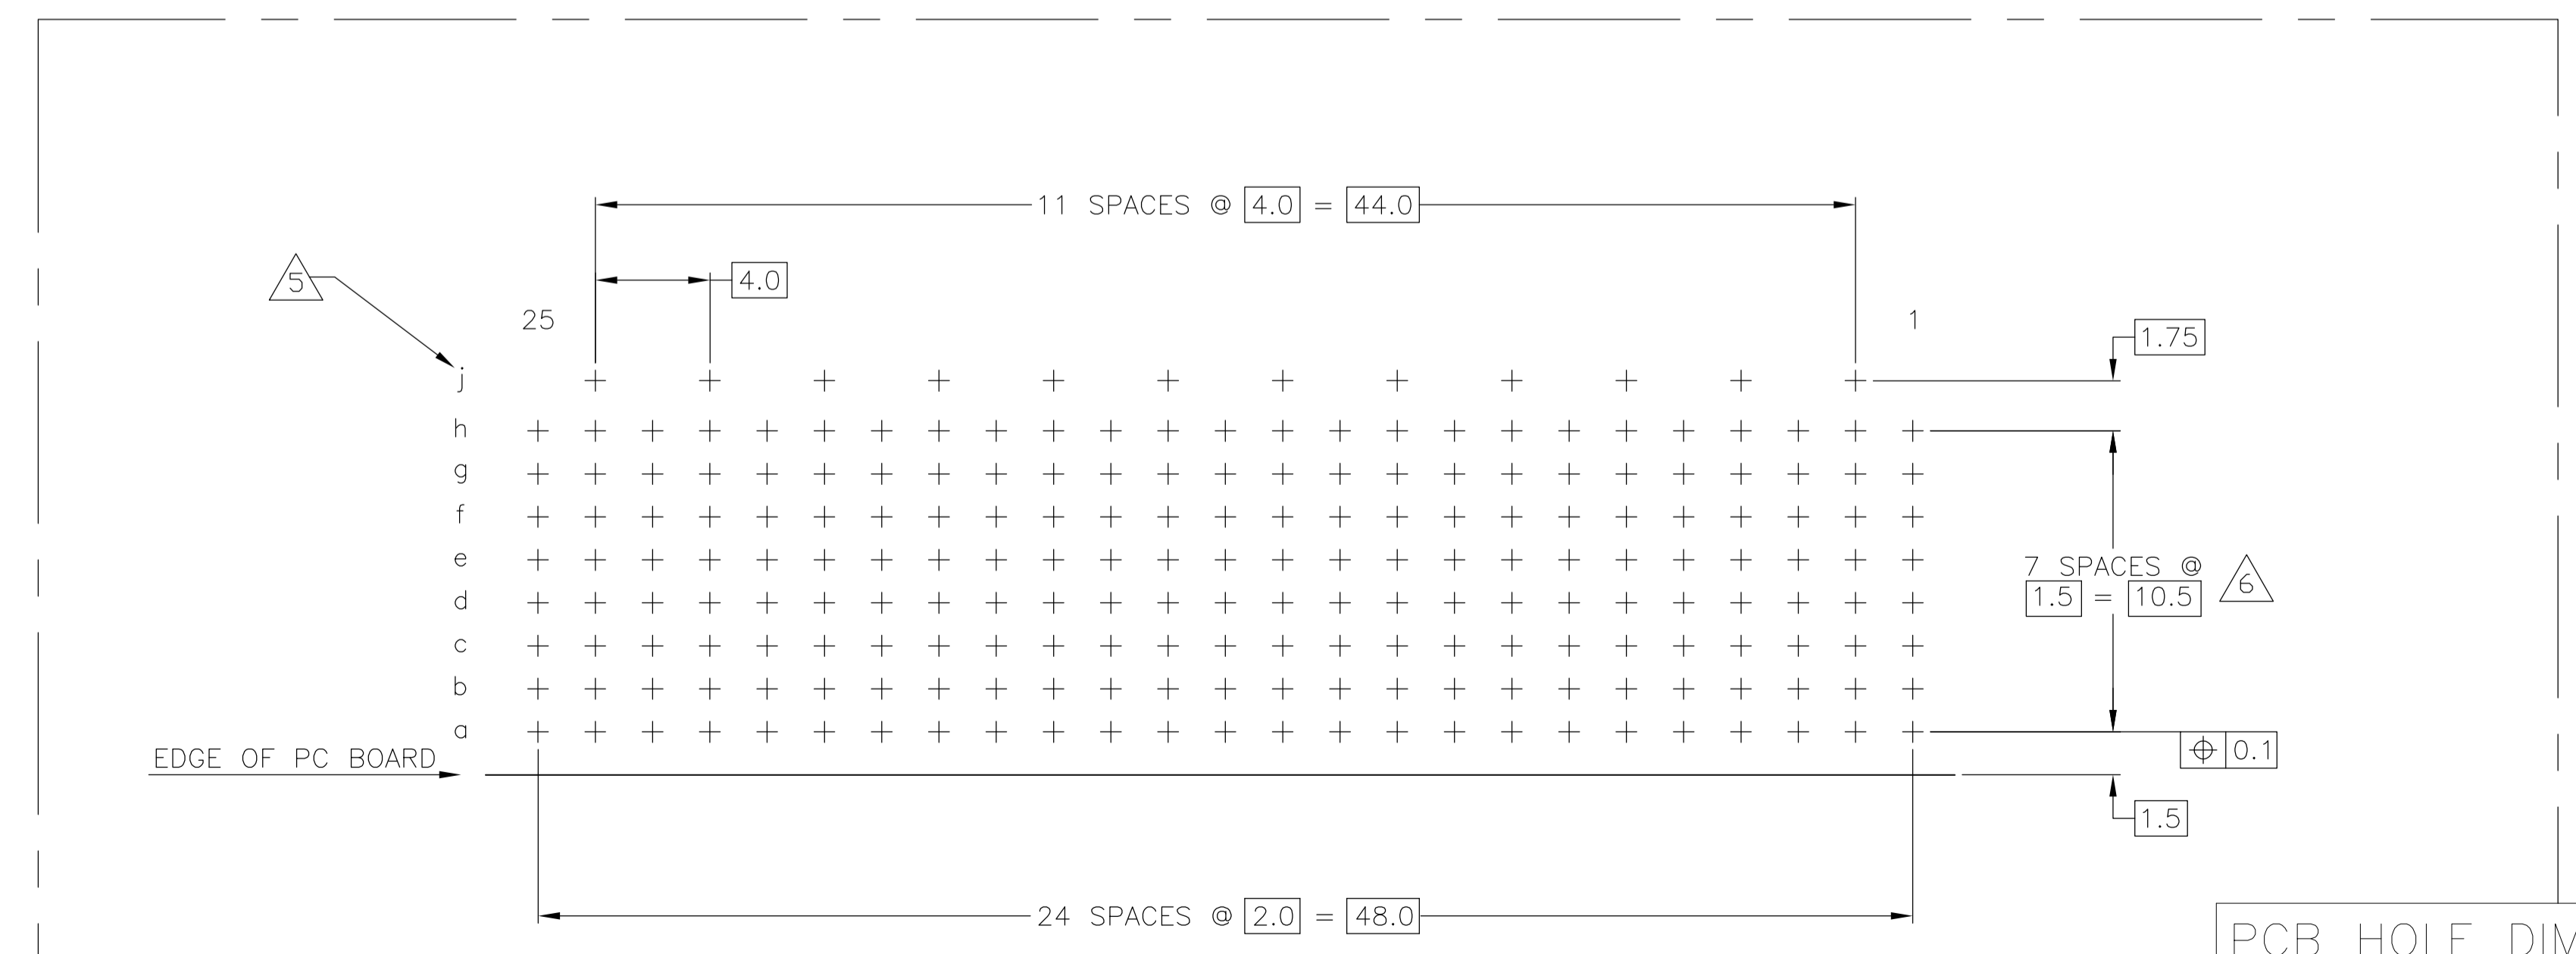 11 SPACES @ 4.0 = 44.0
5
4.0
25
1
1.75
j
h
g
f
e
d
c
b
a
7 SPACES @
1.5 = 10.5
6
EDGE OF PC BOARD
0.1
1.5
24 SPACES @ 2.0 = 48.0
PCB HOLE DIM